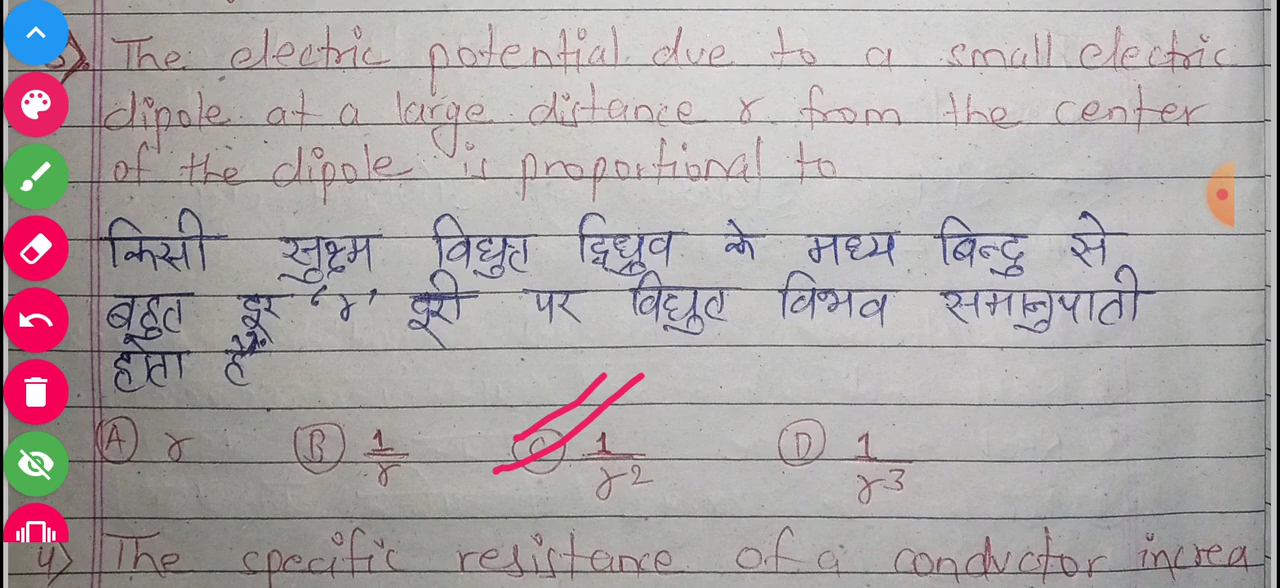 3) The electric potential due to a small electric
dipole at a large distance r from the center
of the dipole is proportional to
किसी सुक्ष्म विद्युत द्विध्रुव के मध्य बिन्दु से
बहुत दूर 'r' दूरी पर विद्युत विभव समानुपाती
होता है
(A) r (B) 1/r (C) 1/r² (D) 1/r³
4) The specific resistance of a conductor increa